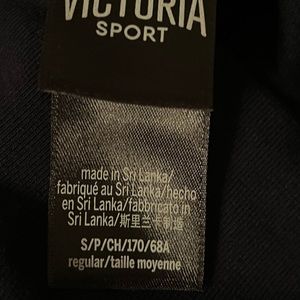 VICTORIA
SPORT
made in Sri Lanka/
fabriqué au Sri Lanka/hecho
en Sri Lanka/fabbricato in
Sri Lanka/斯里兰卡制造
S/P/CH/170/68A
regular/taille moyenne